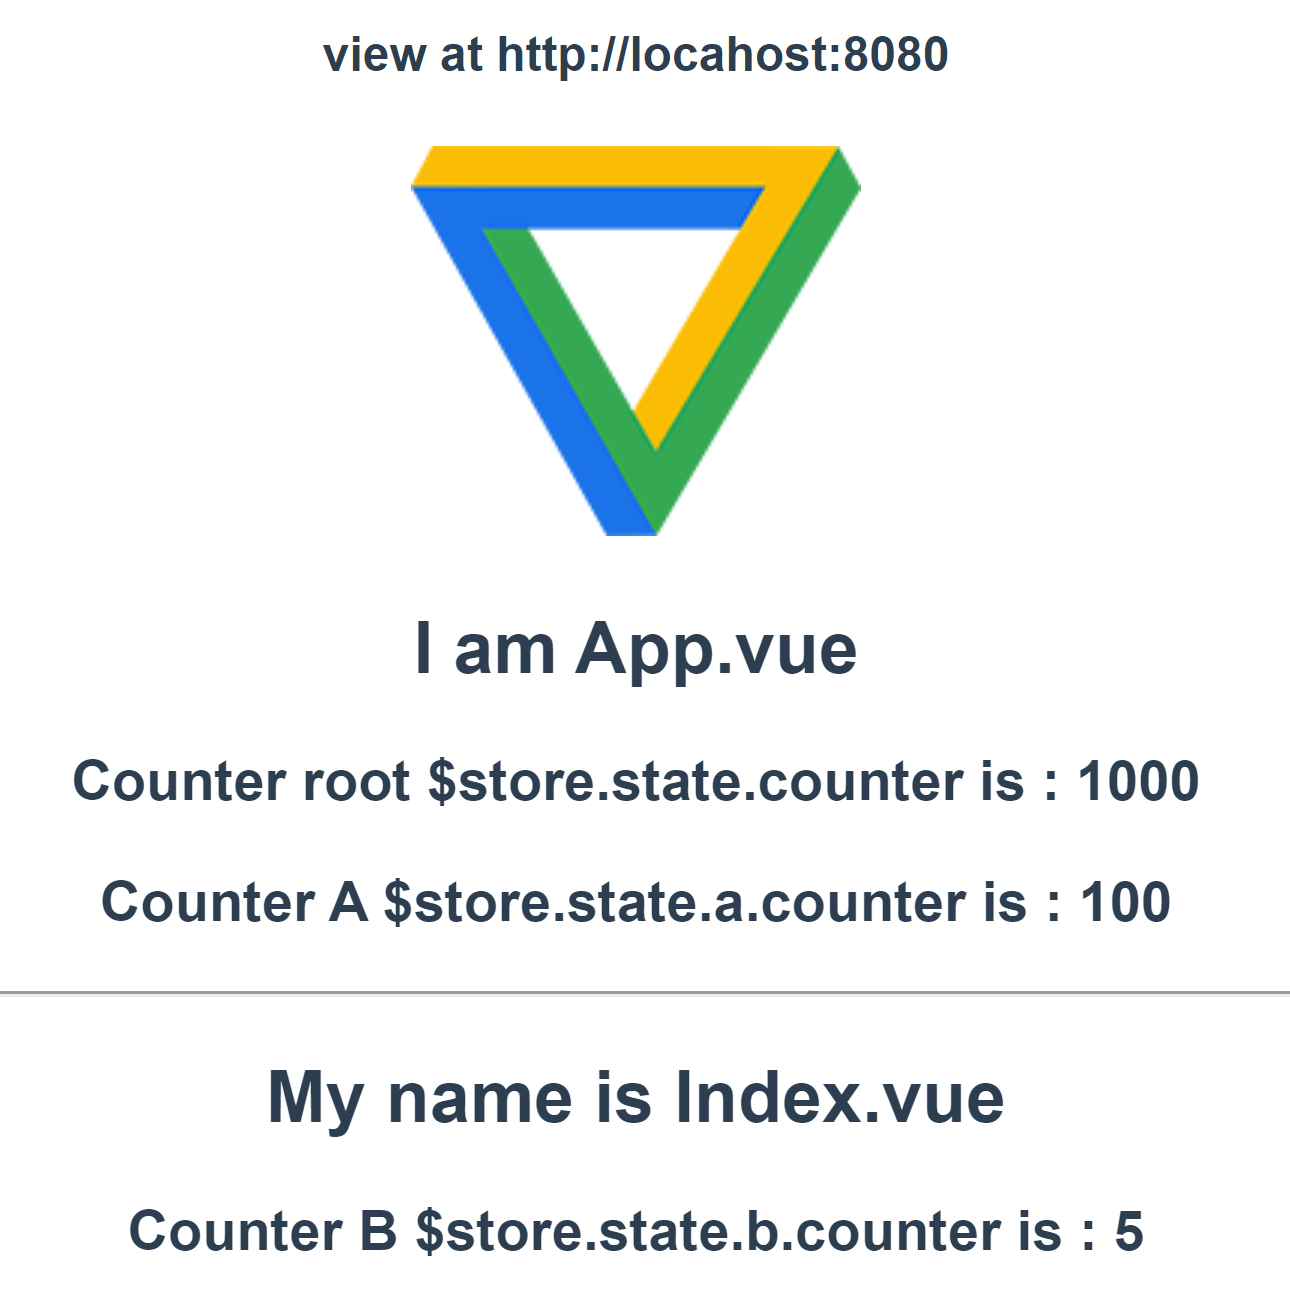 view at http://locahost:8080
I am App.vue
Counter root $store.state.counter is : 1000
Counter A $store.state.a.counter is : 100
My name is Index.vue
Counter B $store.state.b.counter is : 5